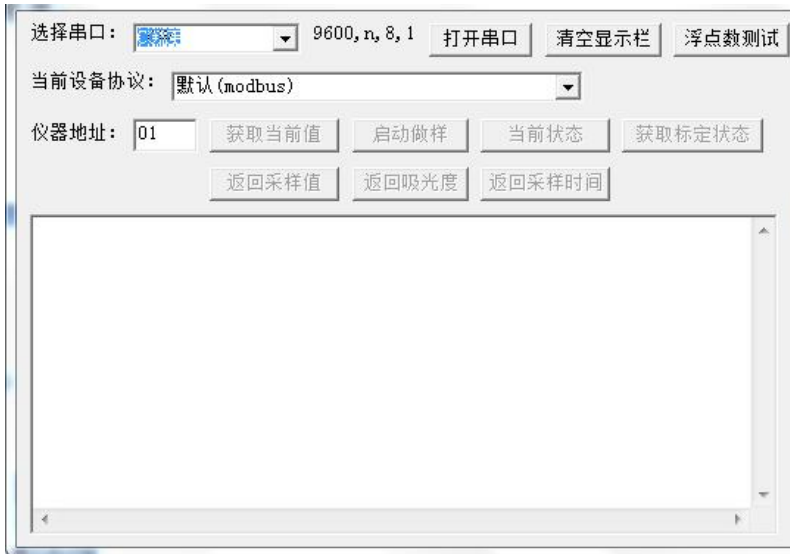 选择串口： 9600,n,8,1 打开串口 清空显示栏 浮点数测试
当前设备协议： 默认(modbus)
仪器地址： 01 获取当前值 启动做样 当前状态 获取标定状态
返回采样值 返回吸光度 返回采样时间